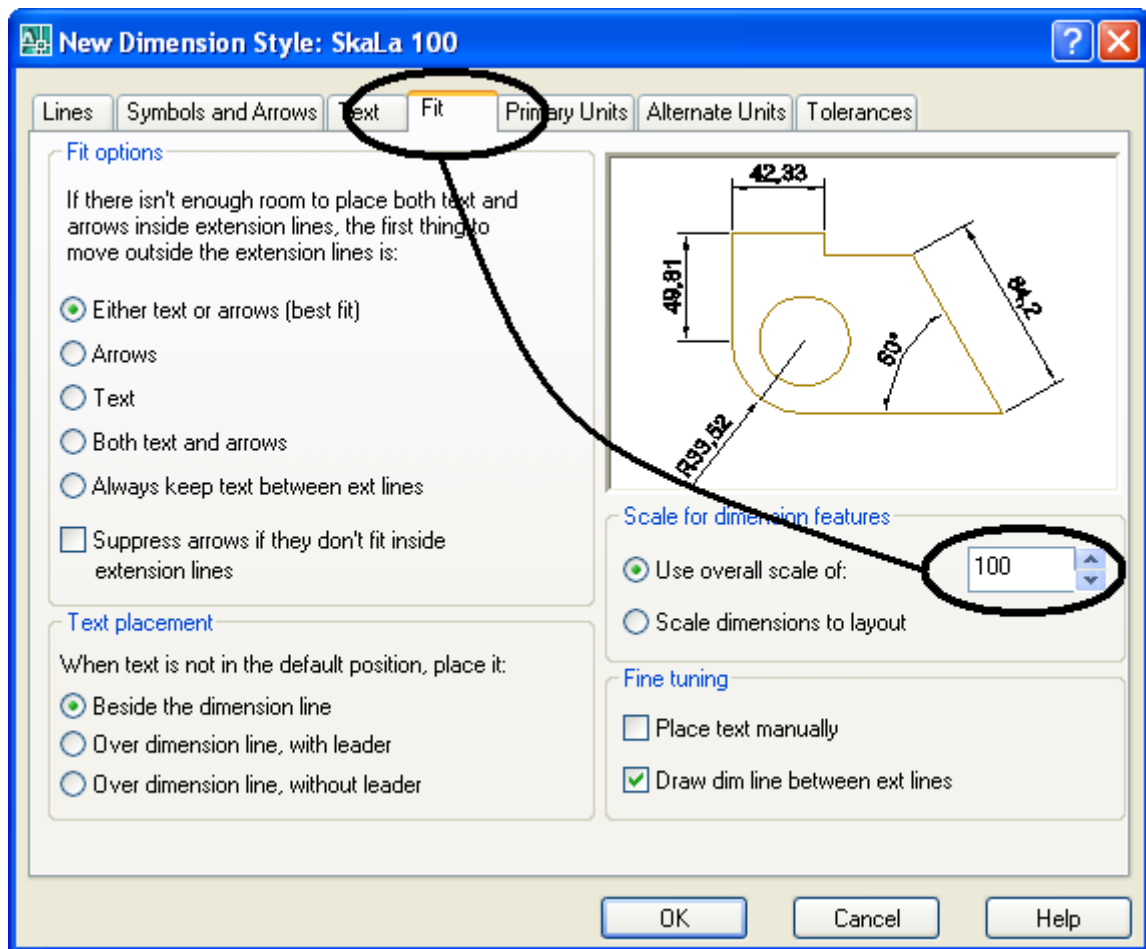 New Dimension Style: SkaLa 100
Lines Symbols and Arrows Text Fit Primary Units Alternate Units Tolerances
Fit options
If there isn't enough room to place both text and
arrows inside extension lines, the first thing to
move outside the extension lines is:
Either text or arrows (best fit)
Arrows
Text
Both text and arrows
Always keep text between ext lines
Suppress arrows if they don't fit inside
extension lines
Text placement
When text is not in the default position, place it:
Beside the dimension line
Over dimension line, with leader
Over dimension line, without leader
42,33
49,81
84,2
60°
R33,52
Scale for dimension features
Use overall scale of: 100
Scale dimensions to layout
Fine tuning
Place text manually
Draw dim line between ext lines
OK Cancel Help